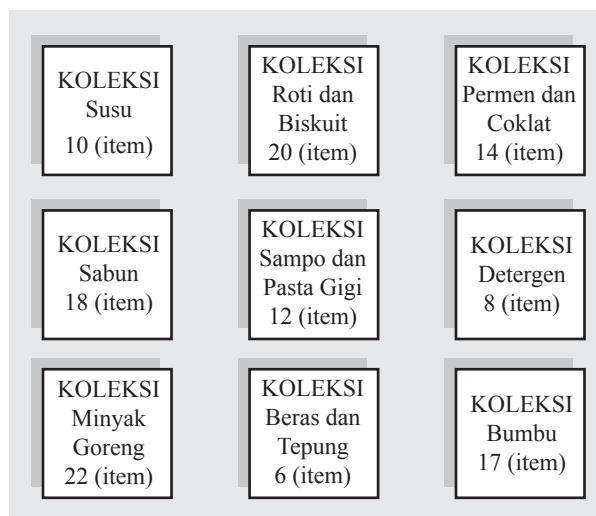 KOLEKSI
Susu
10 (item)
KOLEKSI
Roti dan
Biskuit
20 (item)
KOLEKSI
Permen dan
Coklat
14 (item)
KOLEKSI
Sabun
18 (item)
KOLEKSI
Sampo dan
Pasta Gigi
12 (item)
KOLEKSI
Detergen
8 (item)
KOLEKSI
Minyak
Goreng
22 (item)
KOLEKSI
Beras dan
Tepung
6 (item)
KOLEKSI
Bumbu
17 (item)